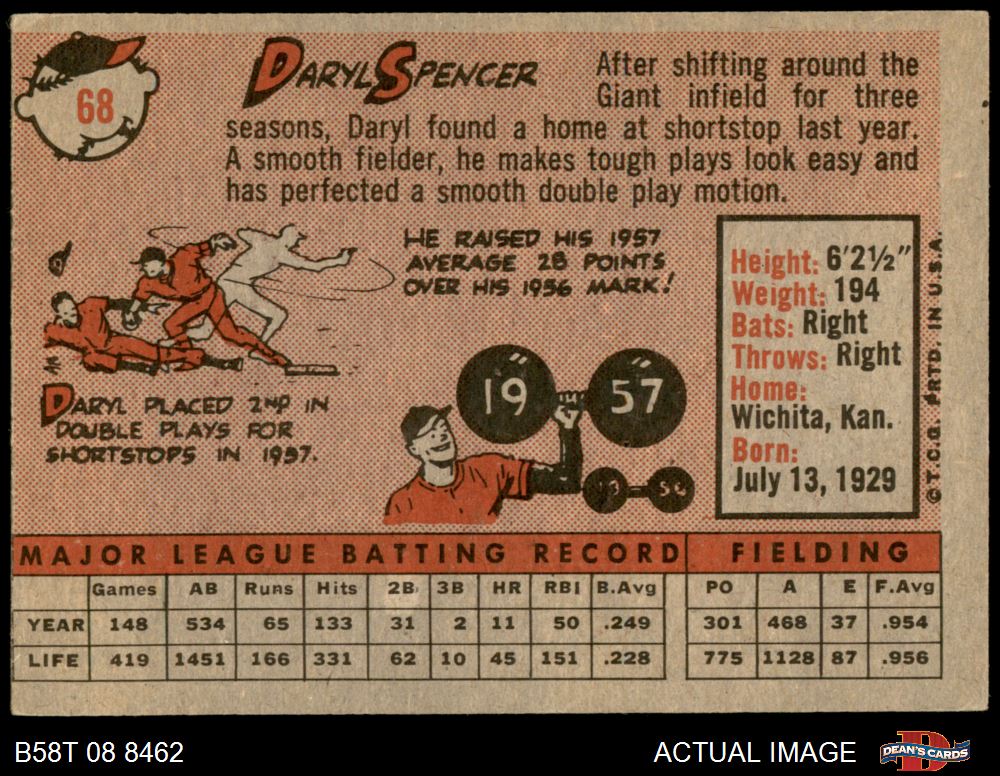 68
DARYL SPENCER
After shifting around the
Giant infield for three
seasons, Daryl found a home at shortstop last year.
A smooth fielder, he makes tough plays look easy and
has perfected a smooth double play motion.
HE RAISED HIS 1957
AVERAGE 28 POINTS
OVER HIS 1956 MARK!
DARYL PLACED 2ND IN
DOUBLE PLAYS FOR
SHORTSTOPS IN 1957.
19 57
19 56
Height: 6'2½"
Weight: 194
Bats: Right
Throws: Right
Home:
Wichita, Kan.
Born:
July 13, 1929
©T.C.G. PRTD. IN U.S.A.
MAJOR LEAGUE BATTING RECORD FIELDING
Games AB Runs Hits 2B 3B HR RBI B.Avg PO A E F.Avg
YEAR 148 534 65 133 31 2 11 50 .249 301 468 37 .954
LIFE 419 1451 166 331 62 10 45 151 .228 775 1128 87 .956
B58T 08 8462
ACTUAL IMAGE
DEAN'S CARDS